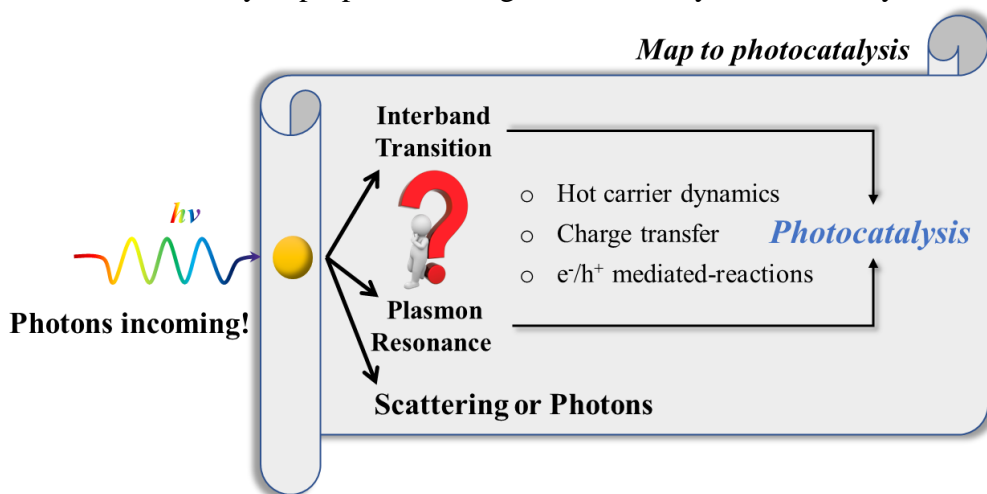 Map to photocatalysis
Interband
Transition
hν
Photons incoming!
o Hot carrier dynamics
o Charge transfer
o e⁻/h⁺ mediated-reactions
Photocatalysis
Plasmon
Resonance
Scattering or Photons